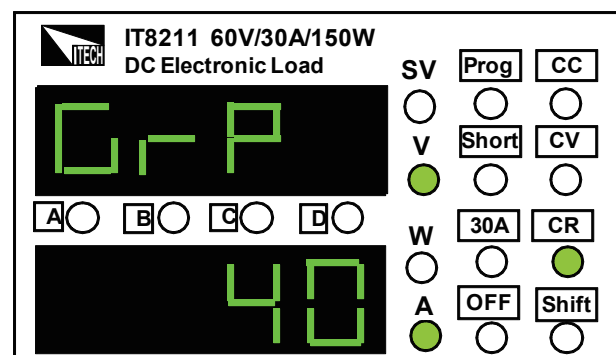 ITECH
IT8211 60V/30A/150W
DC Electronic Load
SV Prog CC
GrP
V Short CV
A B C D
W 30A CR
40
A OFF Shift